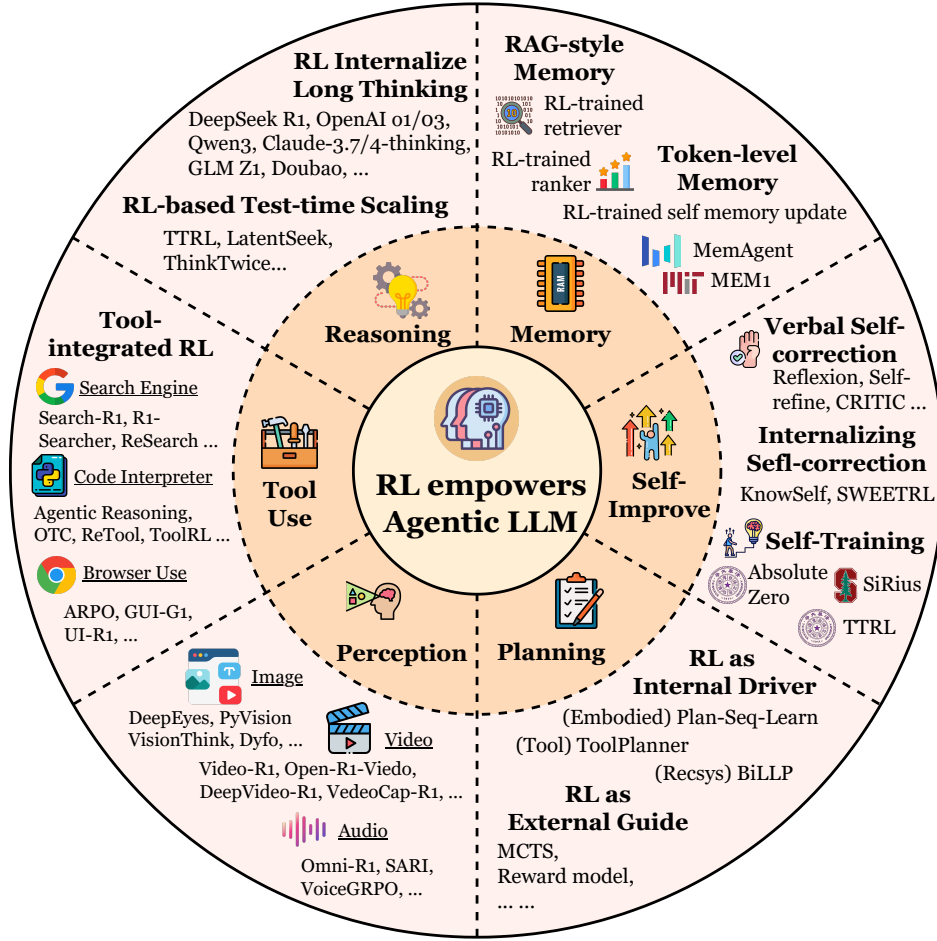 RL Internalize
Long Thinking
DeepSeek R1, OpenAI o1/o3,
Qwen3, Claude-3.7/4-thinking,
GLM Z1, Doubao, ...
RL-based Test-time Scaling
TTRL, LatentSeek,
ThinkTwice...
Reasoning
RAG-style
Memory
RL-trained
retriever
RL-trained
ranker
Token-level
Memory
RL-trained self memory update
MemAgent
MIT
MEM1
RAM
Memory
Verbal Self-
correction
Reflexion, Self-
refine, CRITIC ...
Internalizing
Sefl-correction
KnowSelf, SWEETRL
Self-Training
Absolute
Zero
SiRius
TTRL
Self-
Improve
RL empowers
Agentic LLM
Tool-
integrated RL
Search Engine
Search-R1, R1-
Searcher, ReSearch ...
Code Interpreter
Agentic Reasoning,
OTC, ReTool, ToolRL ...
Browser Use
ARPO, GUI-G1,
UI-R1, ...
Tool
Use
Perception
Image
DeepEyes, PyVision
VisionThink, Dyfo, ...
Video
Video-R1, Open-R1-Viedo,
DeepVideo-R1, VedeoCap-R1, ...
Audio
Omni-R1, SARI,
VoiceGRPO, ...
Planning
RL as
Internal Driver
(Embodied) Plan-Seq-Learn
(Tool) ToolPlanner
(Recsys) BiLLP
RL as
External Guide
MCTS,
Reward model,
... ...